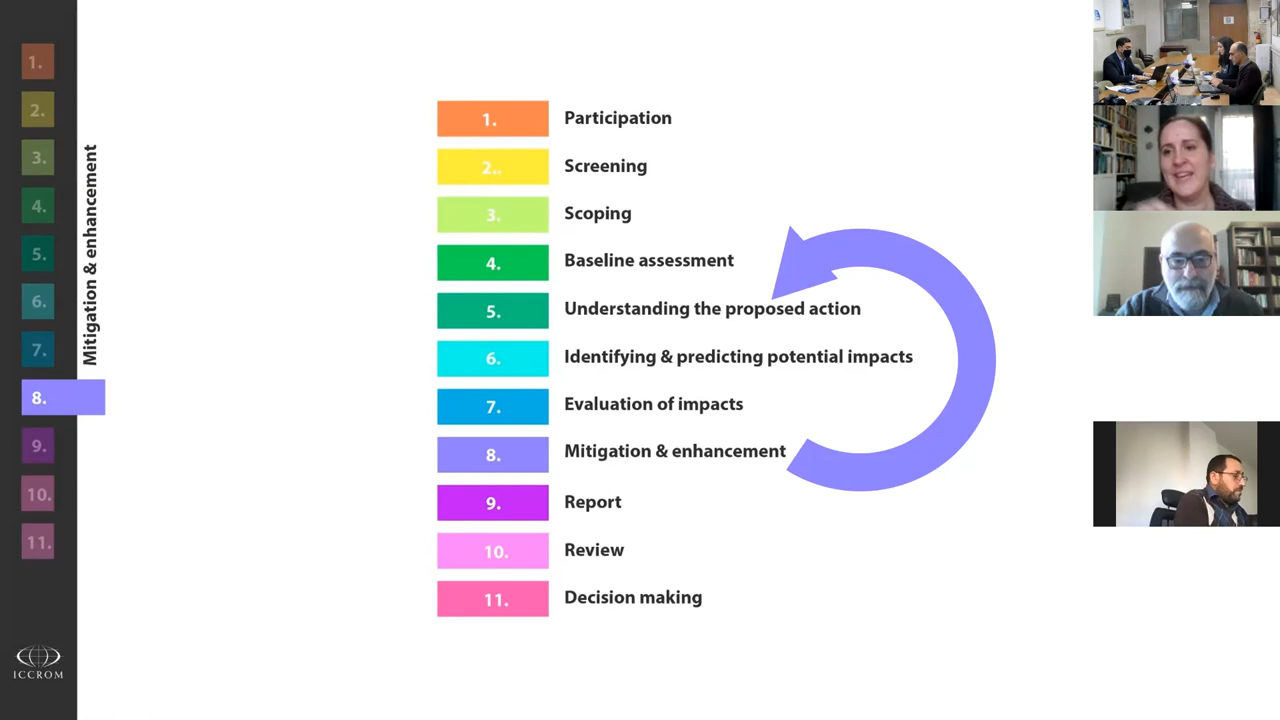 1.
2.
3.
4.
5.
6.
7.
8.
9.
10.
11.
Mitigation & enhancement
ICCROM
1. Participation
2.. Screening
3. Scoping
4. Baseline assessment
5. Understanding the proposed action
6. Identifying & predicting potential impacts
7. Evaluation of impacts
8. Mitigation & enhancement
9. Report
10. Review
11. Decision making